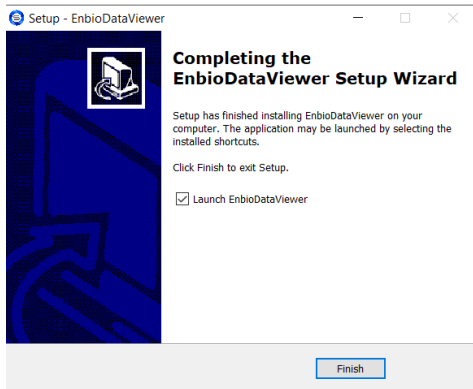 Setup - EnbioDataViewer
Completing the
EnbioDataViewer Setup Wizard
Setup has finished installing EnbioDataViewer on your
computer. The application may be launched by selecting the
installed shortcuts.
Click Finish to exit Setup.
Launch EnbioDataViewer
Finish